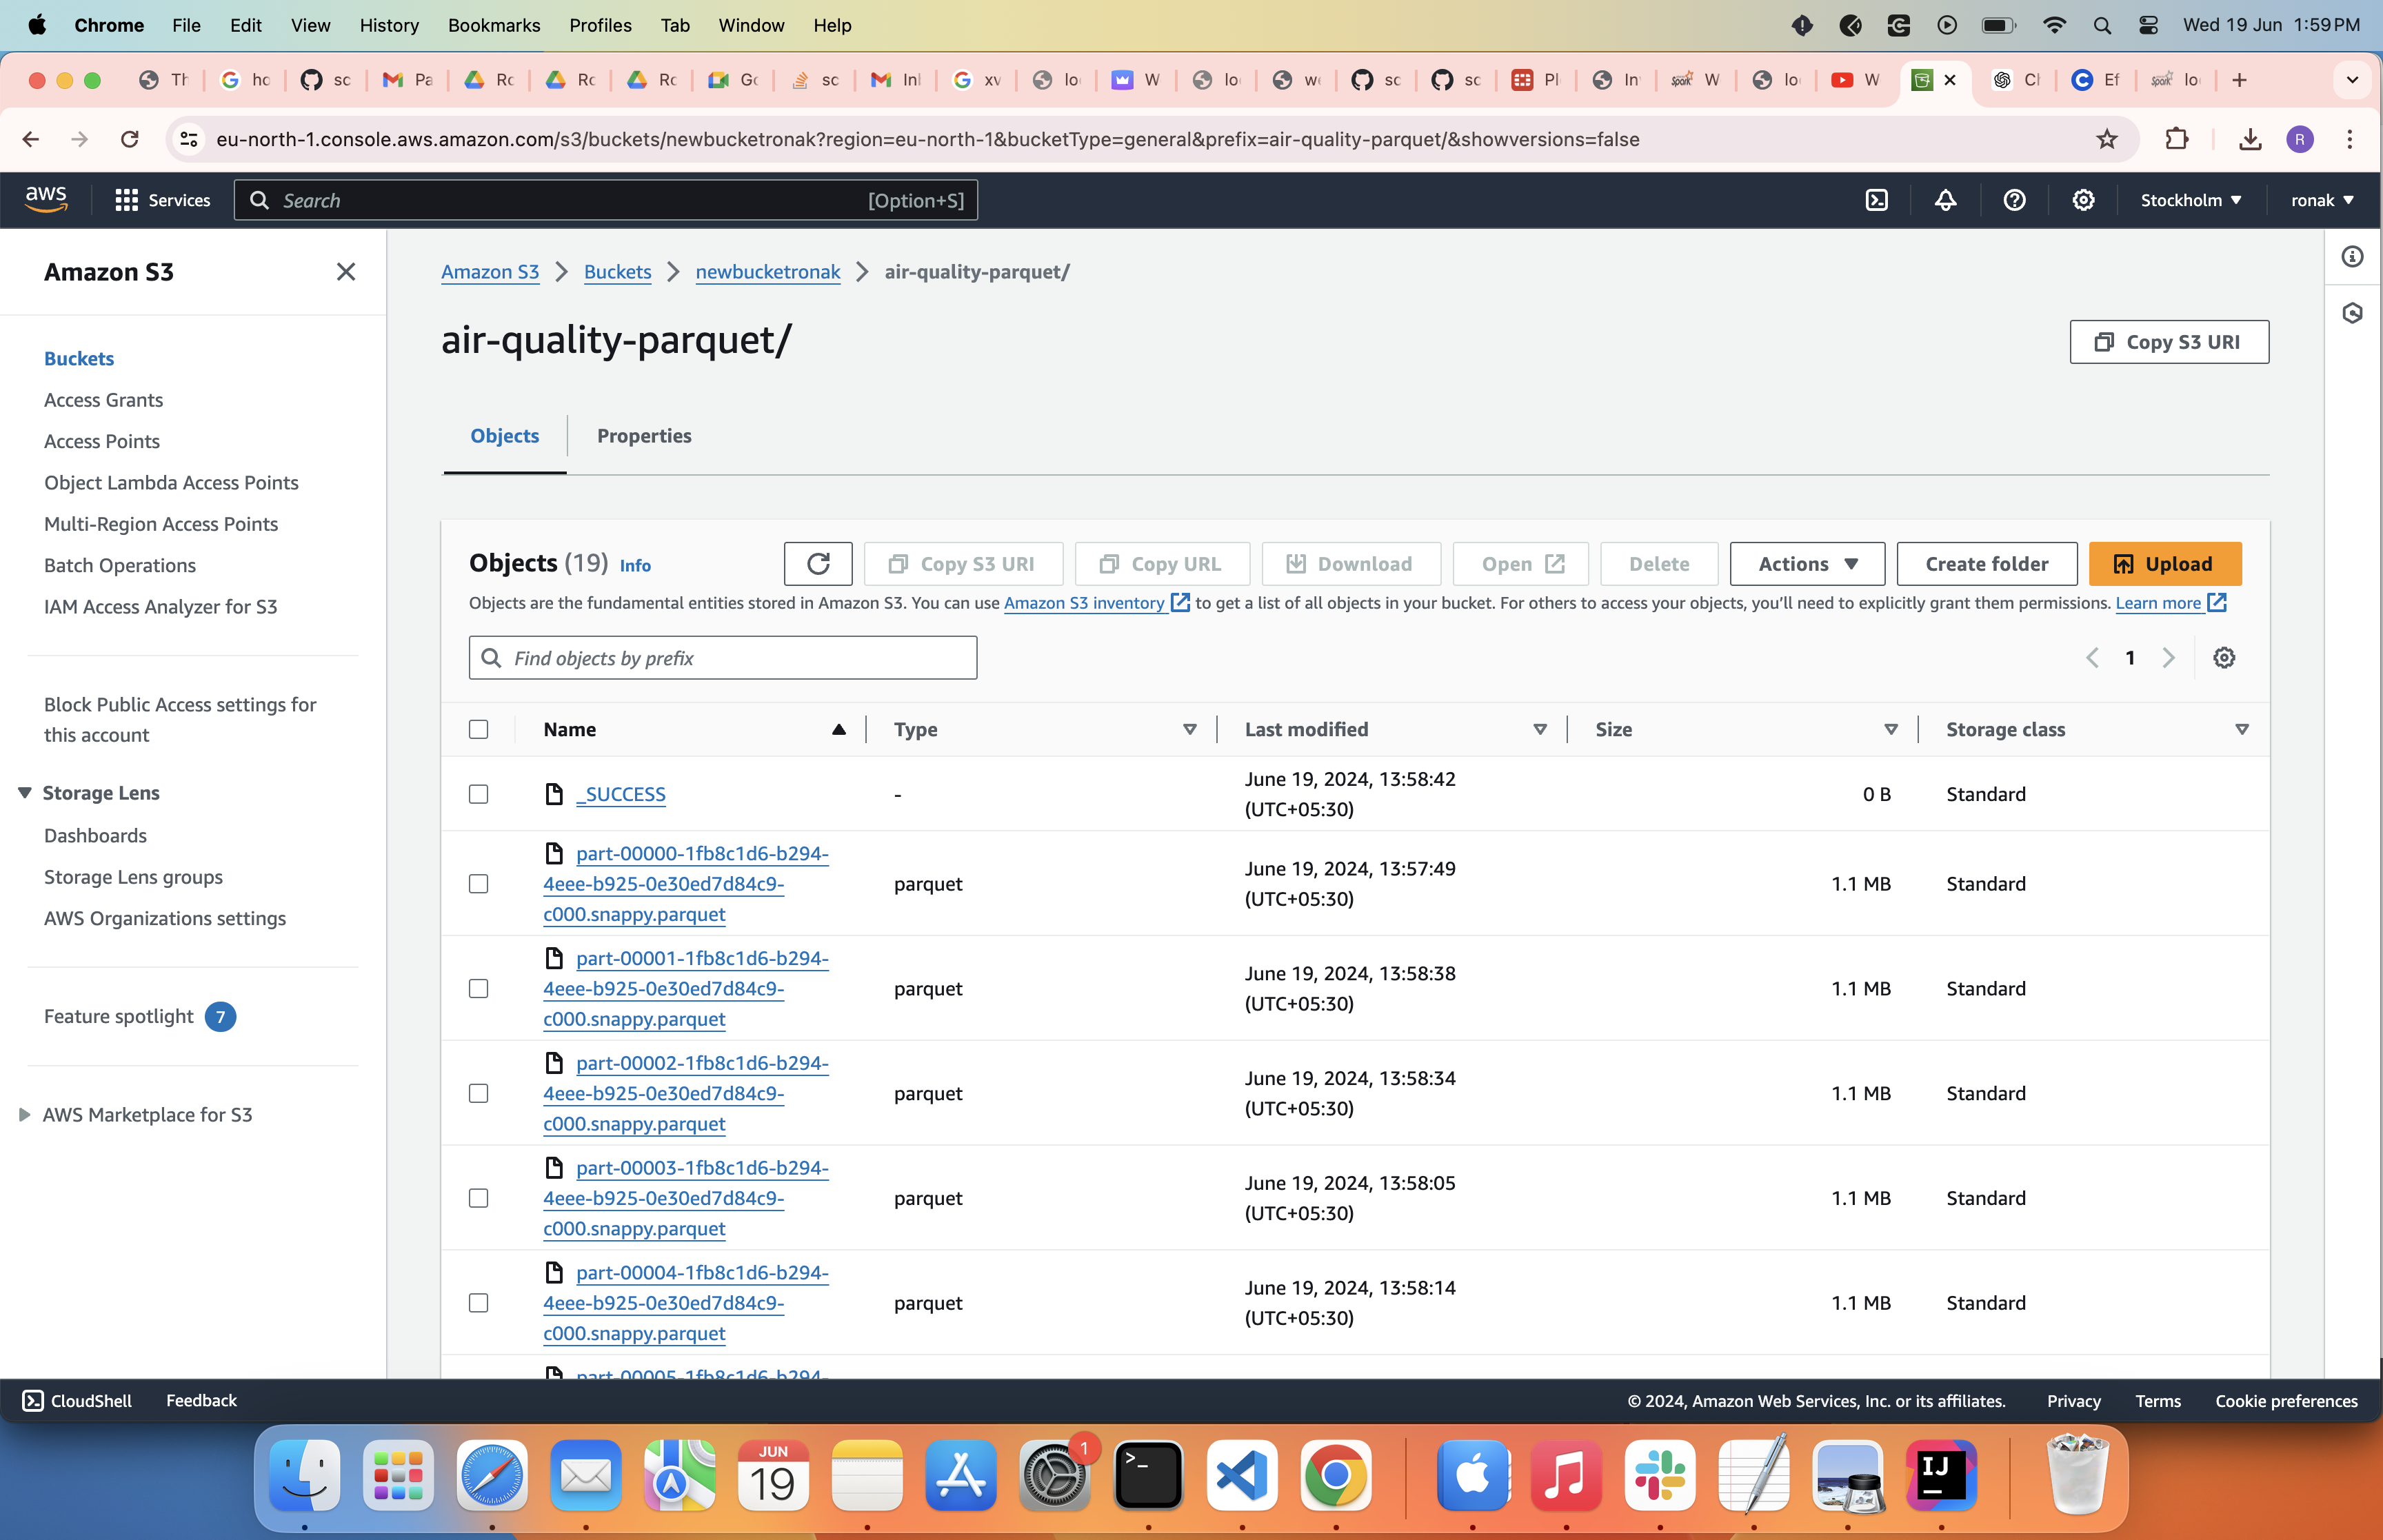 Chrome File Edit View History Bookmarks Profiles Tab Window Help
Wed 19 Jun 1:59 PM
Th ho sc Pa Ro Ro Ro Go sc Inl xv lo W lo we sc sc Pl In W lo W Cl Ef lo
eu-north-1.console.aws.amazon.com/s3/buckets/newbucketronak?region=eu-north-1&bucketType=general&prefix=air-quality-parquet/&showversions=false
R
aws Services Search [Option+S] Stockholm ronak
Amazon S3
Buckets
Access Grants
Access Points
Object Lambda Access Points
Multi-Region Access Points
Batch Operations
IAM Access Analyzer for S3
Block Public Access settings for
this account
Storage Lens
Dashboards
Storage Lens groups
AWS Organizations settings
Feature spotlight 7
AWS Marketplace for S3
Amazon S3 > Buckets > newbucketronak > air-quality-parquet/
air-quality-parquet/
Copy S3 URI
Objects Properties
Objects (19) Info Copy S3 URI Copy URL Download Open Delete Actions Create folder Upload
Objects are the fundamental entities stored in Amazon S3. You can use Amazon S3 inventory to get a list of all objects in your bucket. For others to access your objects, you'll need to explicitly grant them permissions. Learn more
Find objects by prefix
1
Name Type Last modified Size Storage class
_SUCCESS - June 19, 2024, 13:58:42 (UTC+05:30) 0 B Standard
part-00000-1fb8c1d6-b294-
4eee-b925-0e30ed7d84c9-
c000.snappy.parquet
parquet June 19, 2024, 13:57:49 (UTC+05:30) 1.1 MB Standard
part-00001-1fb8c1d6-b294-
4eee-b925-0e30ed7d84c9-
c000.snappy.parquet
parquet June 19, 2024, 13:58:38 (UTC+05:30) 1.1 MB Standard
part-00002-1fb8c1d6-b294-
4eee-b925-0e30ed7d84c9-
c000.snappy.parquet
parquet June 19, 2024, 13:58:34 (UTC+05:30) 1.1 MB Standard
part-00003-1fb8c1d6-b294-
4eee-b925-0e30ed7d84c9-
c000.snappy.parquet
parquet June 19, 2024, 13:58:05 (UTC+05:30) 1.1 MB Standard
part-00004-1fb8c1d6-b294-
4eee-b925-0e30ed7d84c9-
c000.snappy.parquet
parquet June 19, 2024, 13:58:14 (UTC+05:30) 1.1 MB Standard
part-00005-1fb8c1d6-b294-
CloudShell Feedback © 2024, Amazon Web Services, Inc. or its affiliates. Privacy Terms Cookie preferences
JUN
19
1
IJ